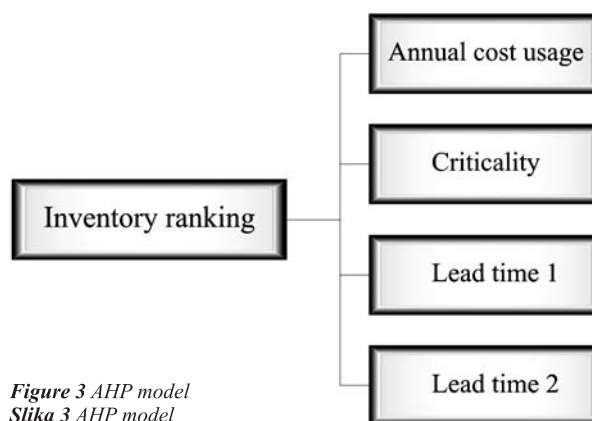 Annual cost usage
Criticality
Inventory ranking
Lead time 1
Lead time 2
Figure 3 AHP model
Slika 3 AHP model